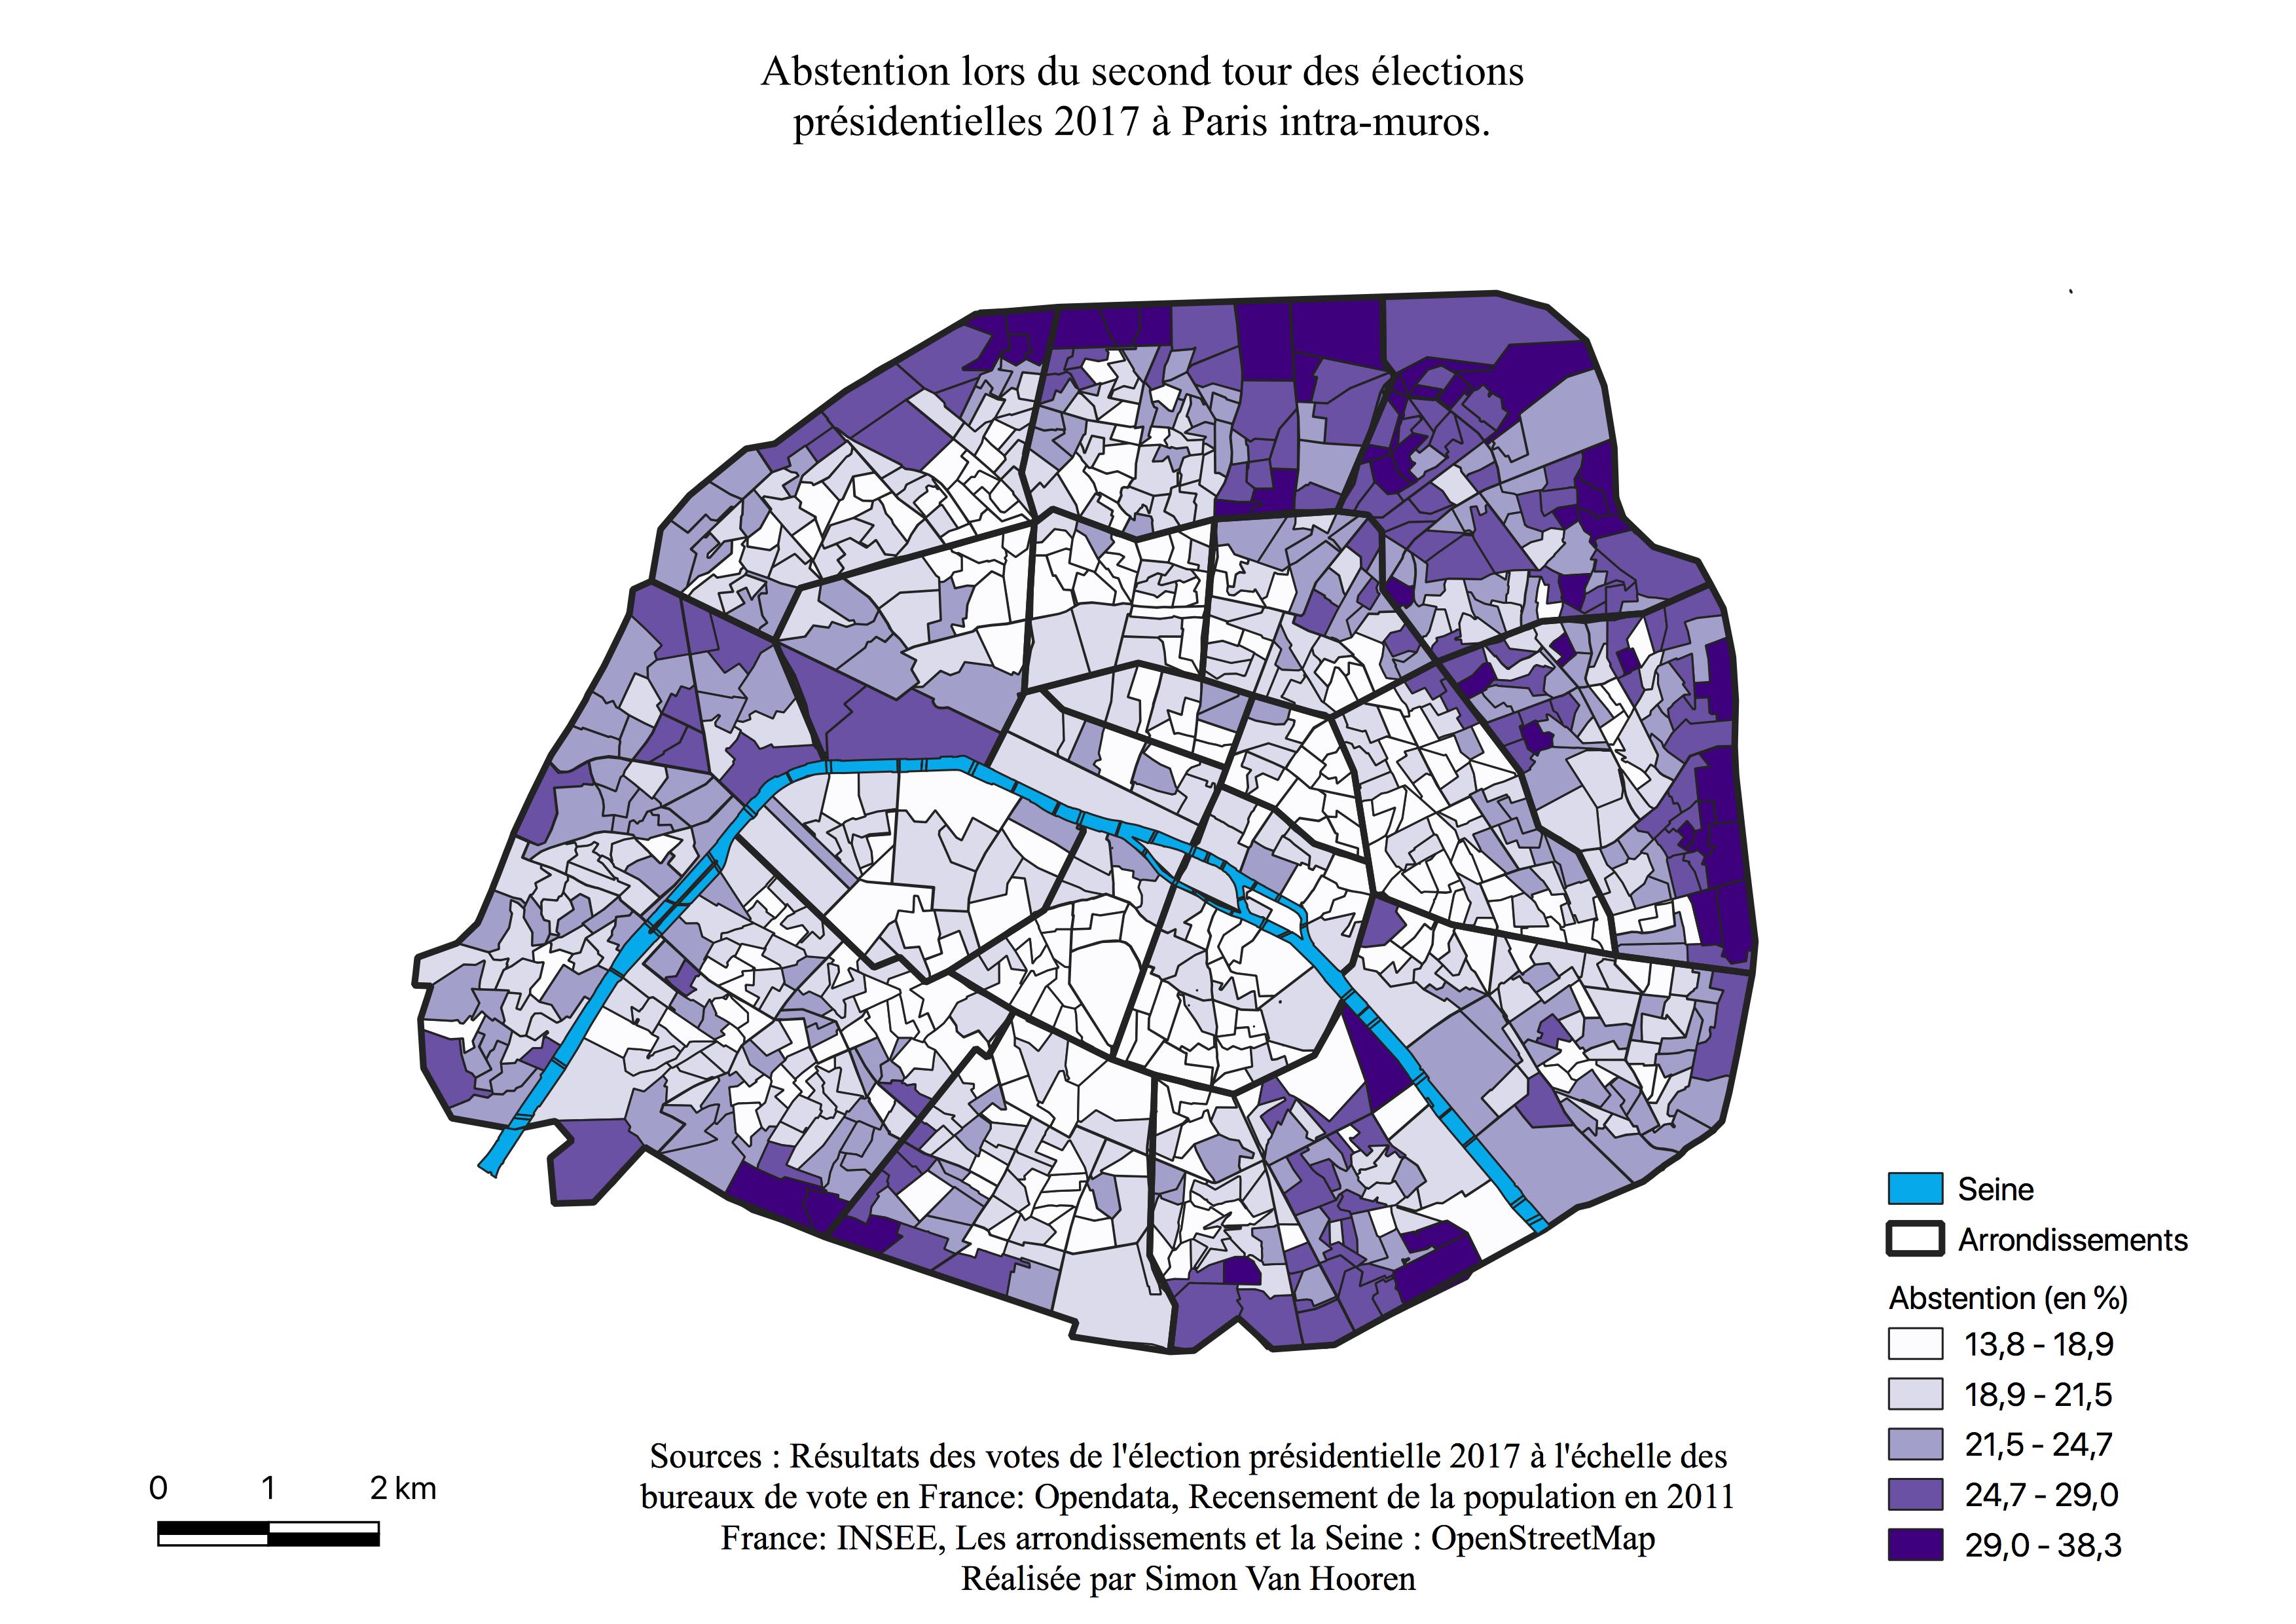 Abstention lors du second tour des élections
présidentielles 2017 à Paris intra-muros.
Seine
Arrondissements
Abstention (en %)
13,8 - 18,9
18,9 - 21,5
21,5 - 24,7
24,7 - 29,0
29,0 - 38,3
0 1 2 km
Sources : Résultats des votes de l'élection présidentielle 2017 à l'échelle des
bureaux de vote en France: Opendata, Recensement de la population en 2011
France: INSEE, Les arrondissements et la Seine : OpenStreetMap
Réalisée par Simon Van Hooren